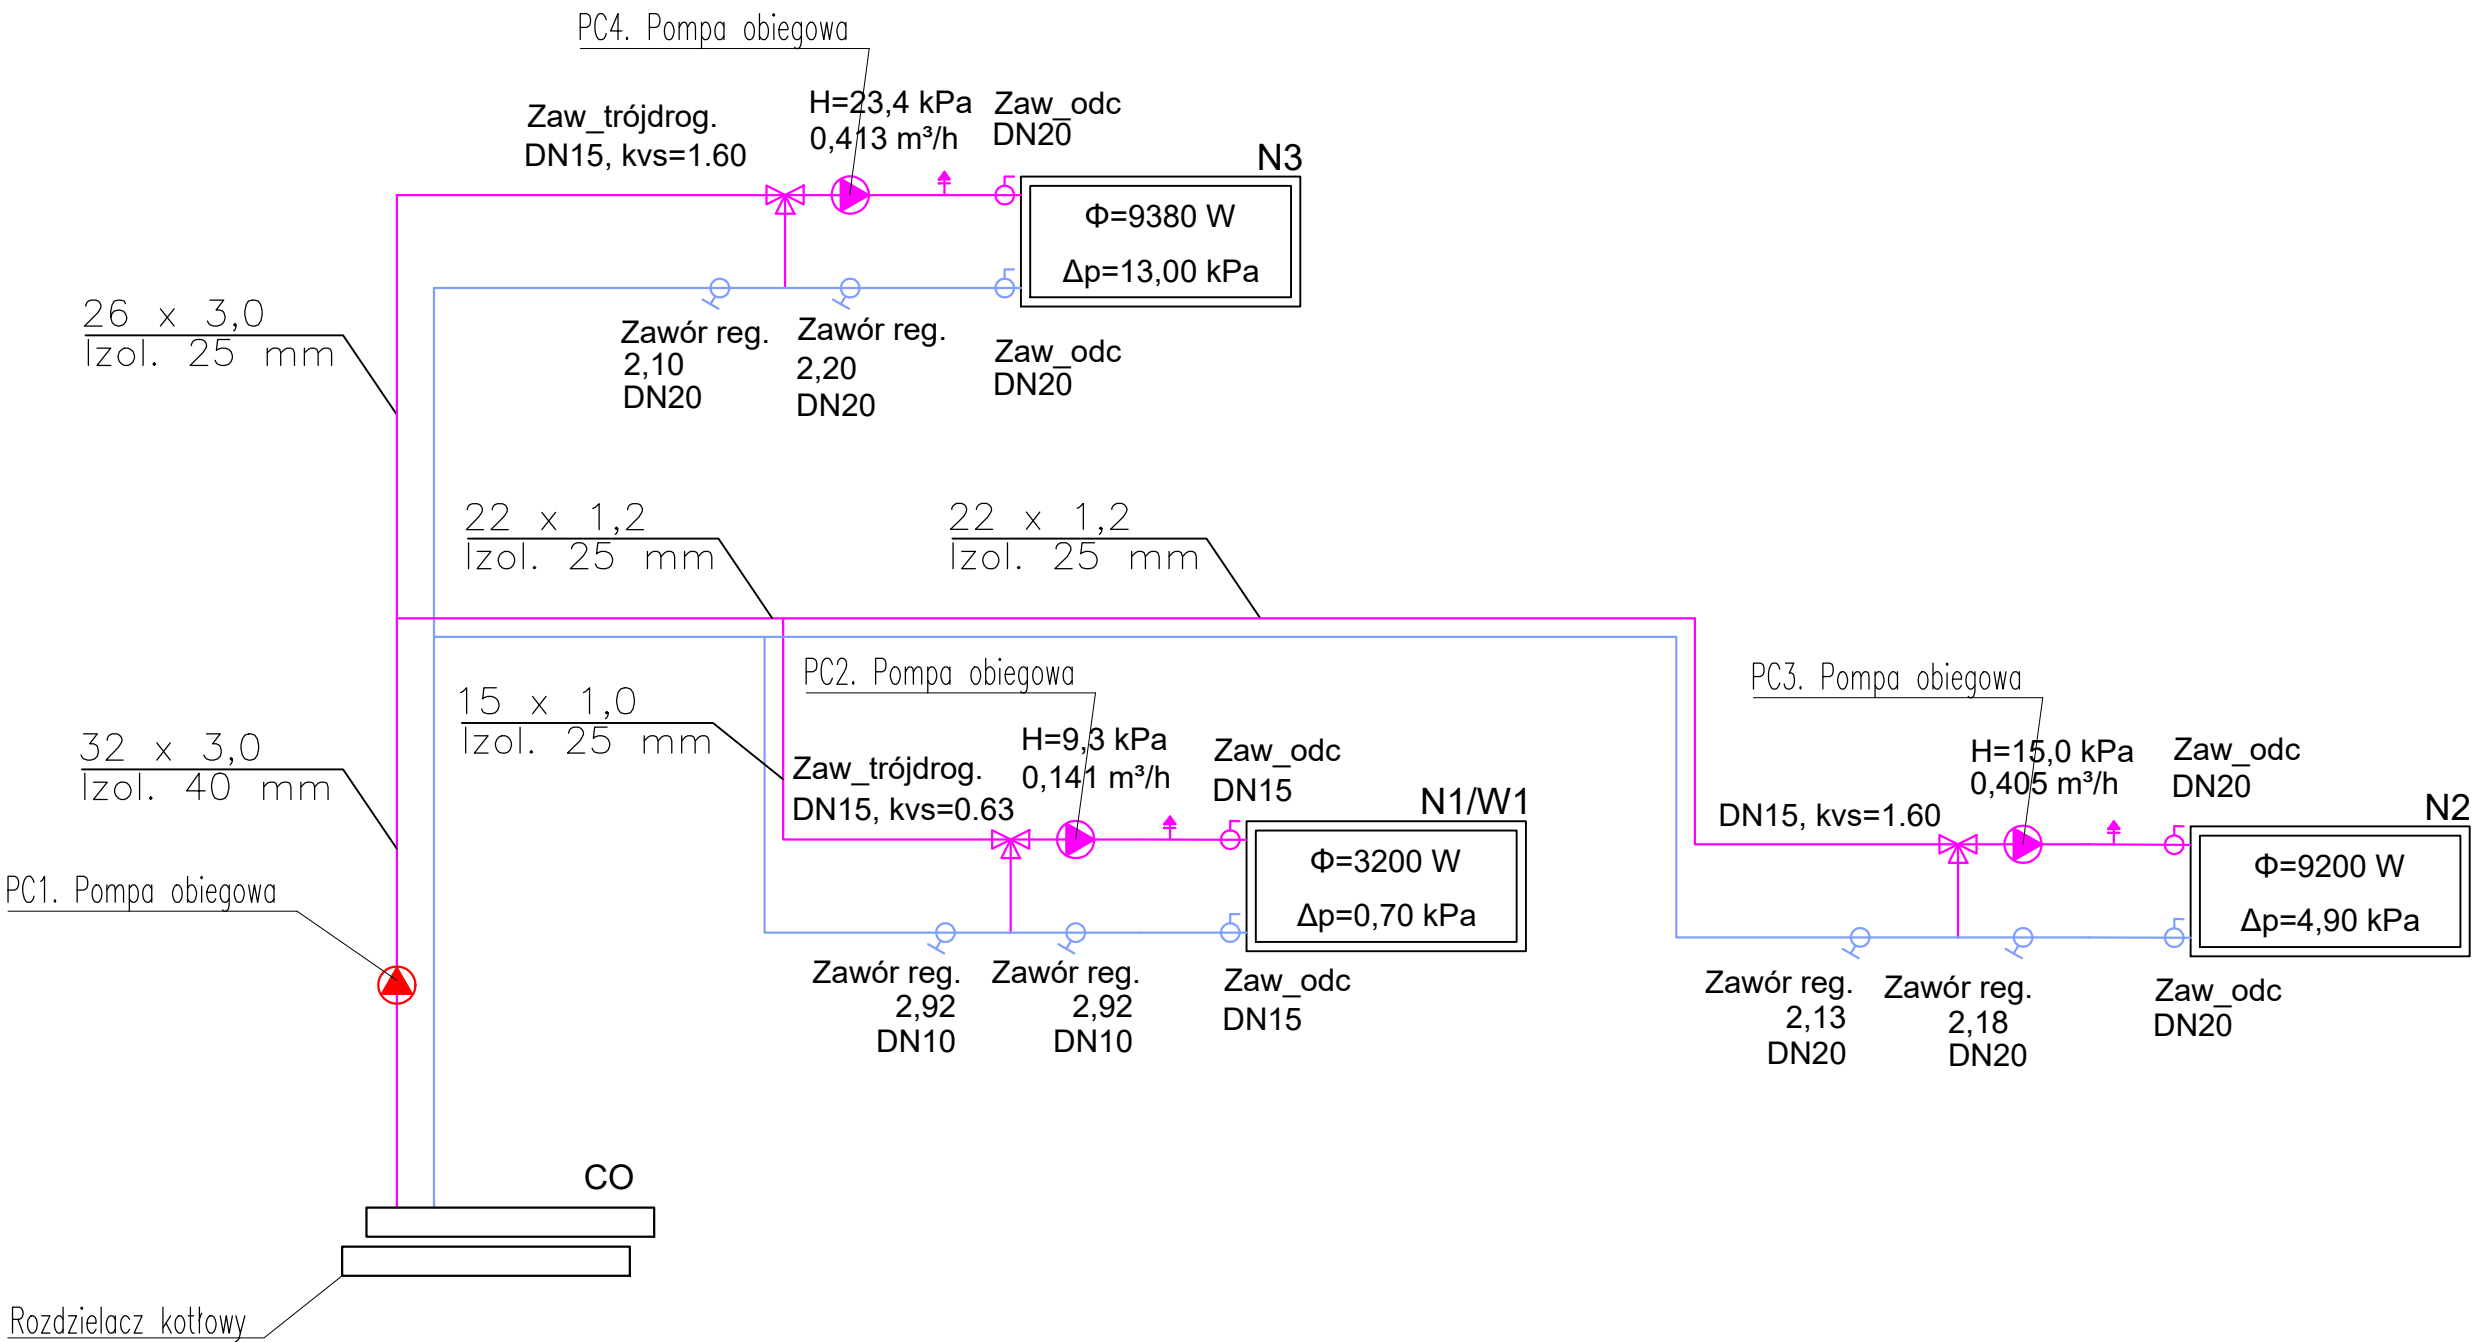 PC4. Pompa obiegowa
Zaw_trójdrog.
DN15, kvs=1.60
H=23,4 kPa
0,413 m³/h
Zaw_odc
DN20
N3
Φ=9380 W
Δp=13,00 kPa
Zawór reg.
2,10
DN20
Zawór reg.
2,20
DN20
Zaw_odc
DN20
26 x 3,0
Izol. 25 mm
22 x 1,2
Izol. 25 mm
22 x 1,2
Izol. 25 mm
15 x 1,0
Izol. 25 mm
32 x 3,0
Izol. 40 mm
PC2. Pompa obiegowa
Zaw_trójdrog.
DN15, kvs=0.63
H=9,3 kPa
0,141 m³/h
Zaw_odc
DN15
N1/W1
Φ=3200 W
Δp=0,70 kPa
Zawór reg.
2,92
DN10
Zawór reg.
2,92
DN10
Zaw_odc
DN15
PC3. Pompa obiegowa
DN15, kvs=1.60
H=15,0 kPa
0,405 m³/h
Zaw_odc
DN20
N2
Φ=9200 W
Δp=4,90 kPa
Zawór reg.
2,13
DN20
Zawór reg.
2,18
DN20
Zaw_odc
DN20
PC1. Pompa obiegowa
CO
Rozdzielacz kotłowy